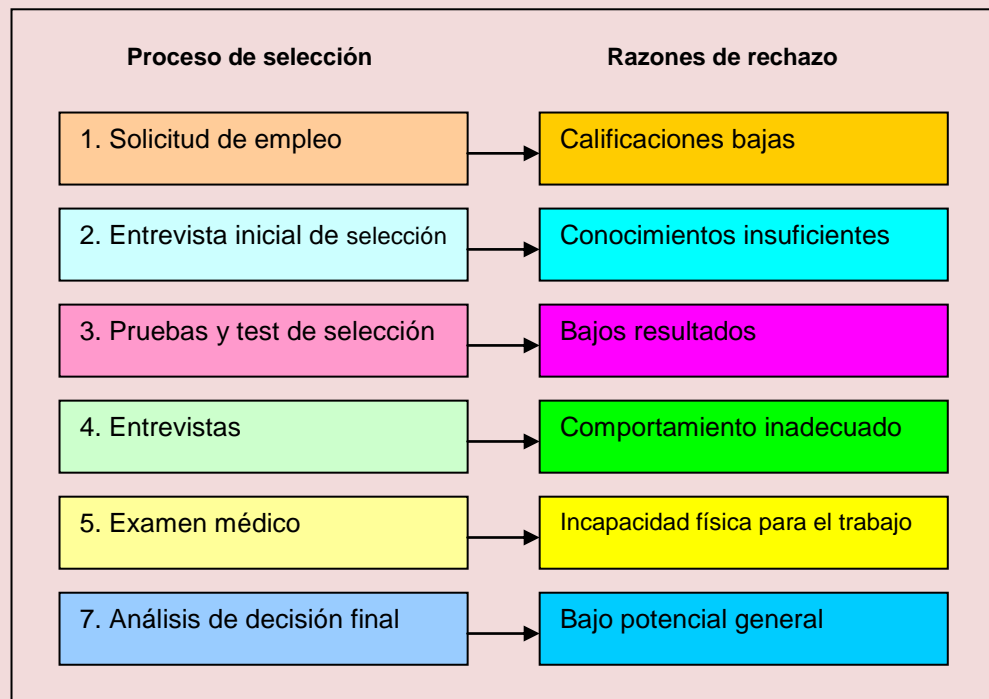 Proceso de selección
Razones de rechazo
1. Solicitud de empleo
Calificaciones bajas
2. Entrevista inicial de selección
Conocimientos insuficientes
3. Pruebas y test de selección
Bajos resultados
4. Entrevistas
Comportamiento inadecuado
5. Examen médico
Incapacidad física para el trabajo
7. Análisis de decisión final
Bajo potencial general